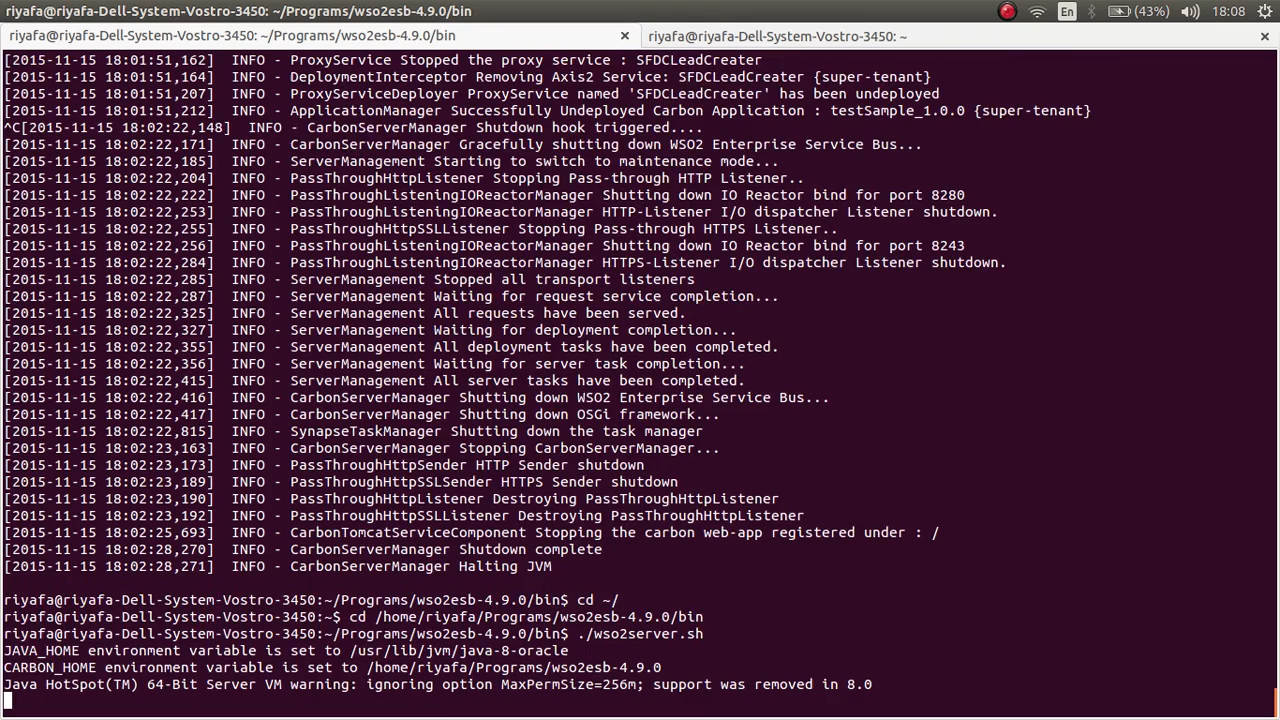 riyafa@riyafa-Dell-System-Vostro-3450: ~/Programs/wso2esb-4.9.0/bin En (43%) 18:08
riyafa@riyafa-Dell-System-Vostro-3450: ~/Programs/wso2esb-4.9.0/bin × riyafa@riyafa-Dell-System-Vostro-3450: ~ ×
[2015-11-15 18:01:51,162]  INFO - ProxyService Stopped the proxy service : SFDCLeadCreater
[2015-11-15 18:01:51,164]  INFO - DeploymentInterceptor Removing Axis2 Service: SFDCLeadCreater {super-tenant}
[2015-11-15 18:01:51,207]  INFO - ProxyServiceDeployer ProxyService named 'SFDCLeadCreater' has been undeployed
[2015-11-15 18:01:51,212]  INFO - ApplicationManager Successfully Undeployed Carbon Application : testSample_1.0.0 {super-tenant}
^C[2015-11-15 18:02:22,148]  INFO - CarbonServerManager Shutdown hook triggered....
[2015-11-15 18:02:22,171]  INFO - CarbonServerManager Gracefully shutting down WSO2 Enterprise Service Bus...
[2015-11-15 18:02:22,185]  INFO - ServerManagement Starting to switch to maintenance mode...
[2015-11-15 18:02:22,204]  INFO - PassThroughHttpListener Stopping Pass-through HTTP Listener..
[2015-11-15 18:02:22,222]  INFO - PassThroughListeningIOReactorManager Shutting down IO Reactor bind for port 8280
[2015-11-15 18:02:22,253]  INFO - PassThroughListeningIOReactorManager HTTP-Listener I/O dispatcher Listener shutdown.
[2015-11-15 18:02:22,255]  INFO - PassThroughHttpSSLListener Stopping Pass-through HTTPS Listener..
[2015-11-15 18:02:22,256]  INFO - PassThroughListeningIOReactorManager Shutting down IO Reactor bind for port 8243
[2015-11-15 18:02:22,284]  INFO - PassThroughListeningIOReactorManager HTTPS-Listener I/O dispatcher Listener shutdown.
[2015-11-15 18:02:22,285]  INFO - ServerManagement Stopped all transport listeners
[2015-11-15 18:02:22,287]  INFO - ServerManagement Waiting for request service completion...
[2015-11-15 18:02:22,325]  INFO - ServerManagement All requests have been served.
[2015-11-15 18:02:22,327]  INFO - ServerManagement Waiting for deployment completion...
[2015-11-15 18:02:22,355]  INFO - ServerManagement All deployment tasks have been completed.
[2015-11-15 18:02:22,356]  INFO - ServerManagement Waiting for server task completion...
[2015-11-15 18:02:22,415]  INFO - ServerManagement All server tasks have been completed.
[2015-11-15 18:02:22,416]  INFO - CarbonServerManager Shutting down WSO2 Enterprise Service Bus...
[2015-11-15 18:02:22,417]  INFO - CarbonServerManager Shutting down OSGi framework...
[2015-11-15 18:02:22,815]  INFO - SynapseTaskManager Shutting down the task manager
[2015-11-15 18:02:23,163]  INFO - CarbonServerManager Stopping CarbonServerManager...
[2015-11-15 18:02:23,173]  INFO - PassThroughHttpSender HTTP Sender shutdown
[2015-11-15 18:02:23,189]  INFO - PassThroughHttpSSLSender HTTPS Sender shutdown
[2015-11-15 18:02:23,190]  INFO - PassThroughHttpListener Destroying PassThroughHttpListener
[2015-11-15 18:02:23,192]  INFO - PassThroughHttpSSLListener Destroying PassThroughHttpListener
[2015-11-15 18:02:25,693]  INFO - CarbonTomcatServiceComponent Stopping the carbon web-app registered under : /
[2015-11-15 18:02:28,270]  INFO - CarbonServerManager Shutdown complete
[2015-11-15 18:02:28,271]  INFO - CarbonServerManager Halting JVM
riyafa@riyafa-Dell-System-Vostro-3450:~/Programs/wso2esb-4.9.0/bin$ cd ~/
riyafa@riyafa-Dell-System-Vostro-3450:~$ cd /home/riyafa/Programs/wso2esb-4.9.0/bin
riyafa@riyafa-Dell-System-Vostro-3450:~/Programs/wso2esb-4.9.0/bin$ ./wso2server.sh
JAVA_HOME environment variable is set to /usr/lib/jvm/java-8-oracle
CARBON_HOME environment variable is set to /home/riyafa/Programs/wso2esb-4.9.0
Java HotSpot(TM) 64-Bit Server VM warning: ignoring option MaxPermSize=256m; support was removed in 8.0